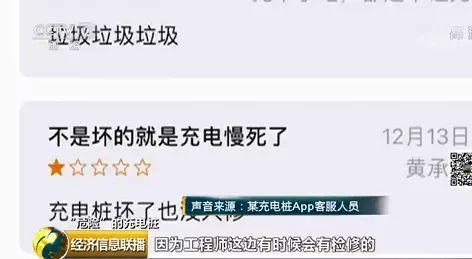 CCTV
垃圾垃圾垃圾
不是坏的就是充电慢死了
12月13日
黄承
声音来源：某充电桩App客服人员
充电桩坏了也没人修
“危险”的充电桩
经济信息联播
因为工程师这边有时候会有检修的